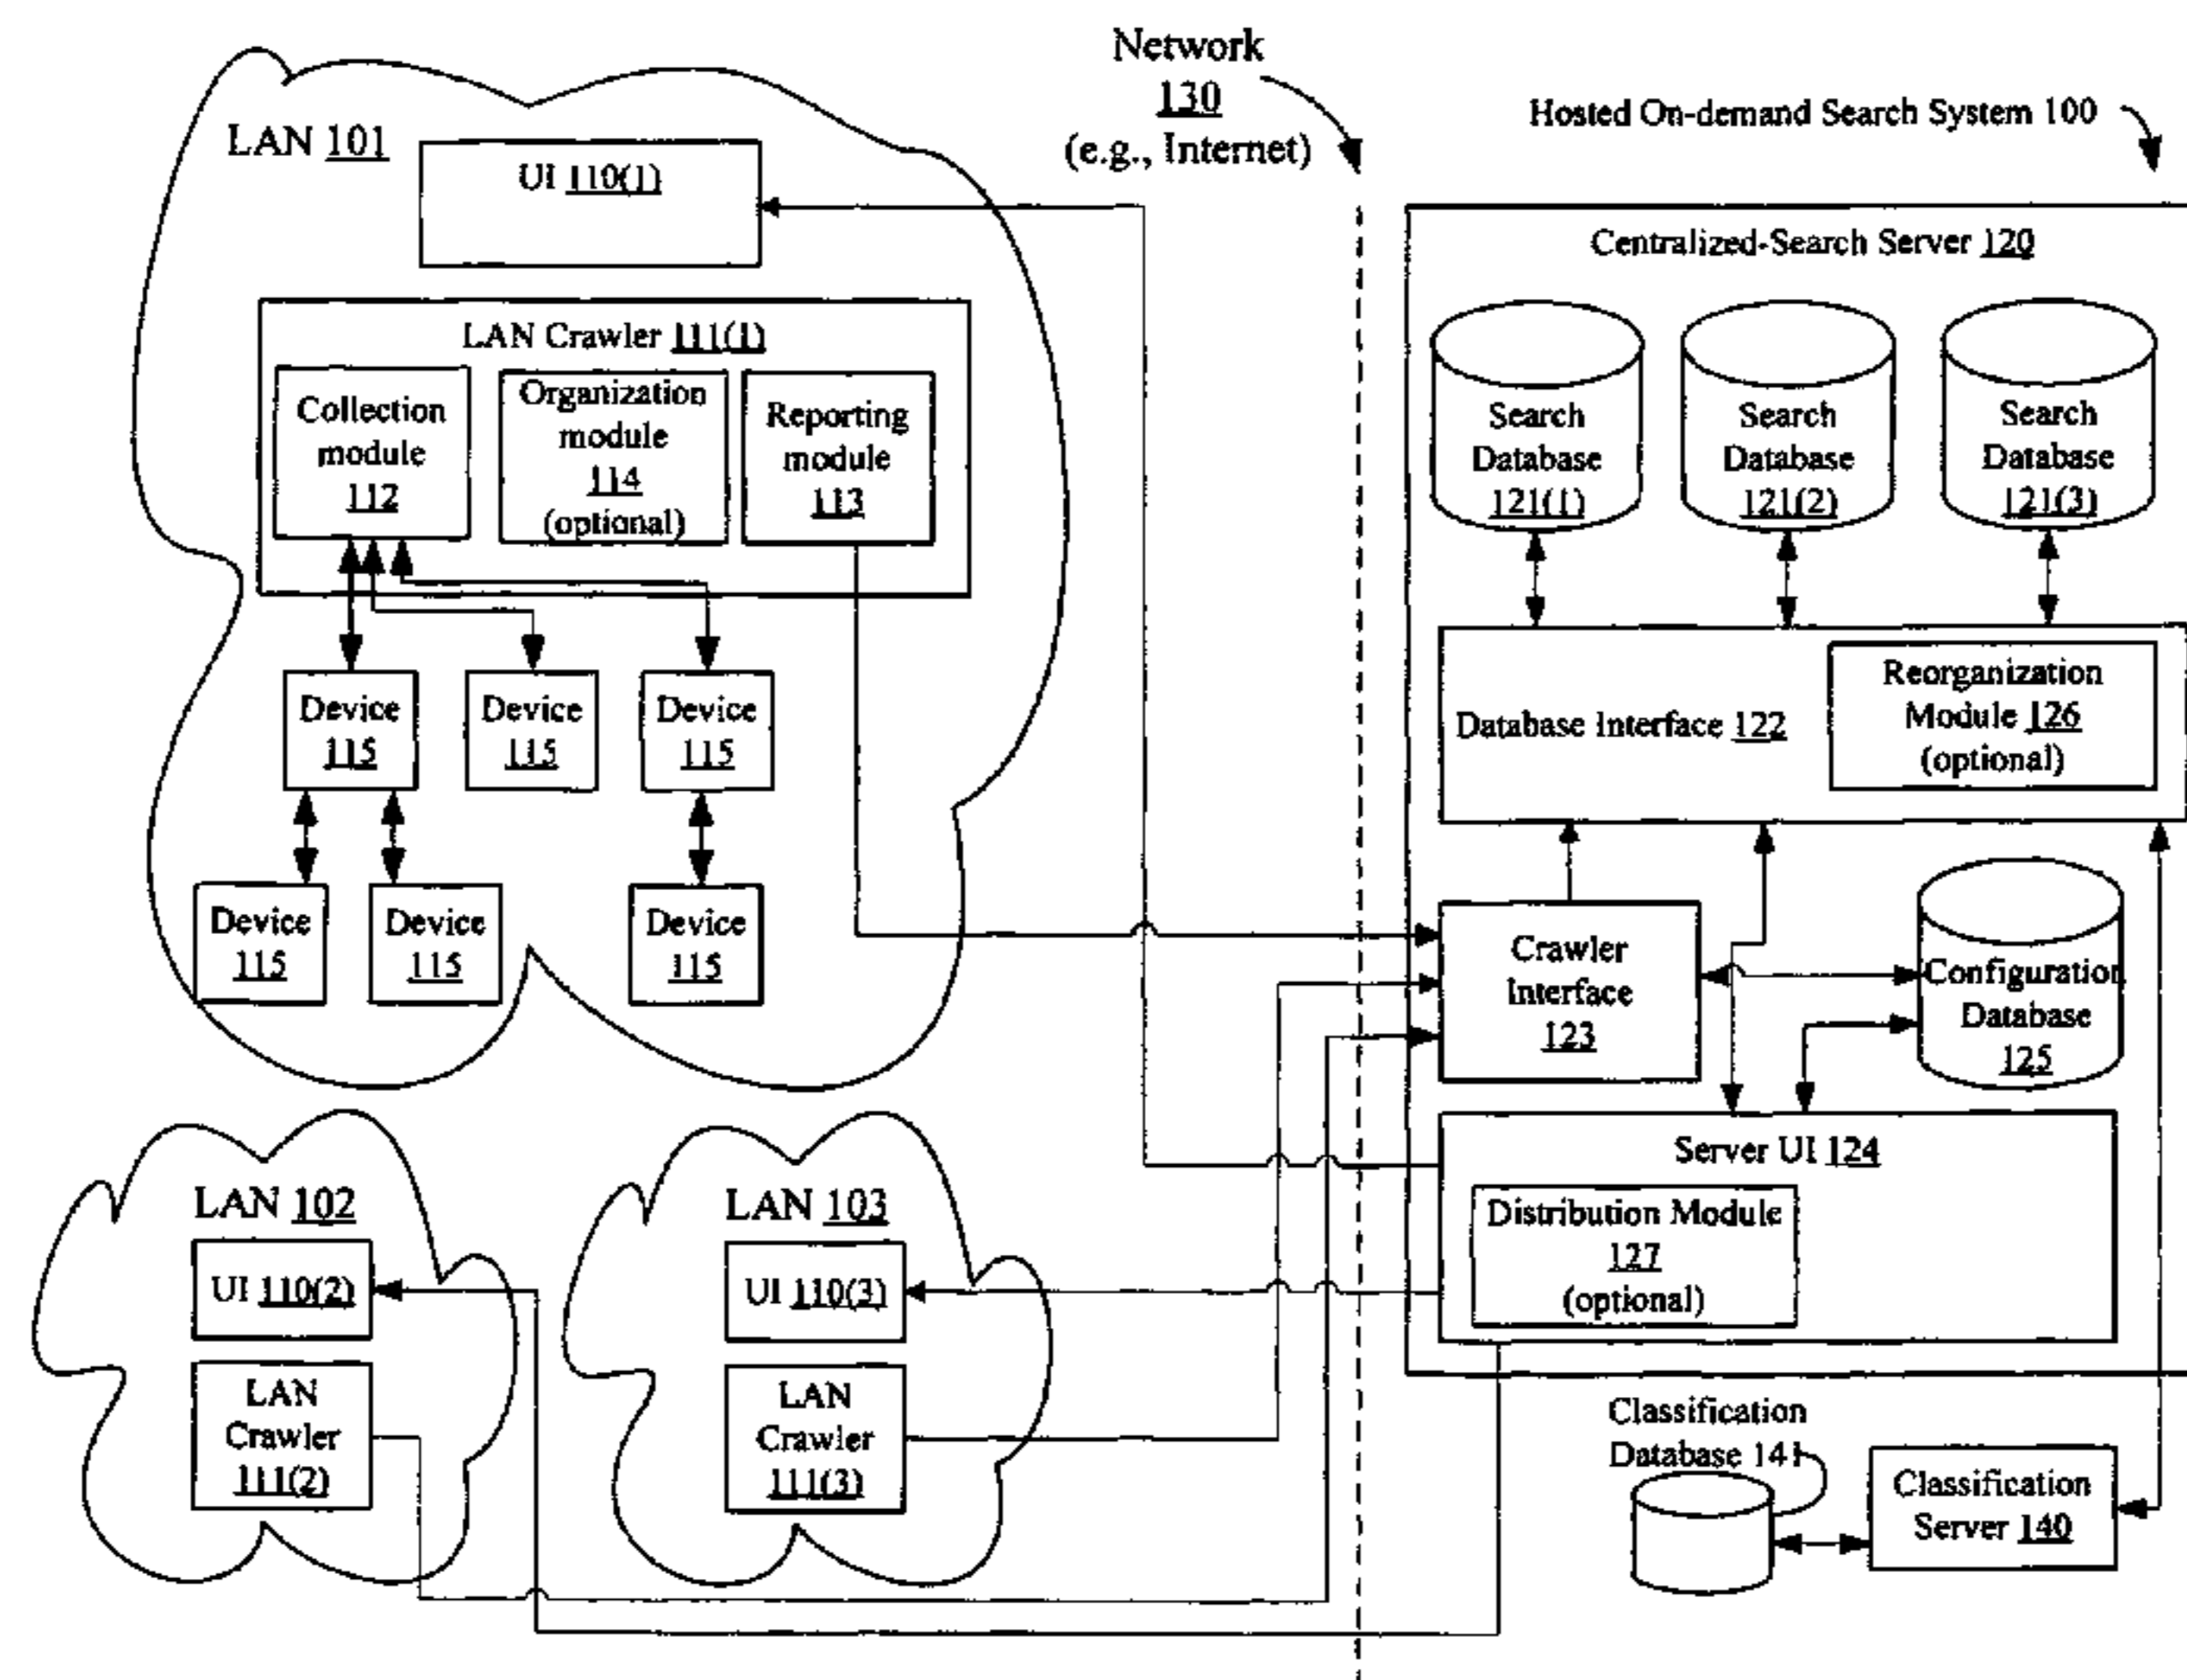 Network
130
(e.g., Internet)
Hosted On-demand Search System 100
LAN 101
UI 110(1)
LAN Crawler 111(1)
Collection
module
112
Organization
module
114
(optional)
Reporting
module
113
Device
115
Device
115
Device
115
Device
115
Device
115
Device
115
LAN 102
UI 110(2)
LAN
Crawler
111(2)
LAN 103
UI 110(3)
LAN
Crawler
111(3)
Centralized-Search Server 120
Search
Database
121(1)
Search
Database
121(2)
Search
Database
121(3)
Database Interface 122
Reorganization
Module 126
(optional)
Crawler
Interface
123
Configuration
Database
125
Server UI 124
Distribution Module
127
(optional)
Classification
Database 141
Classification
Server 140